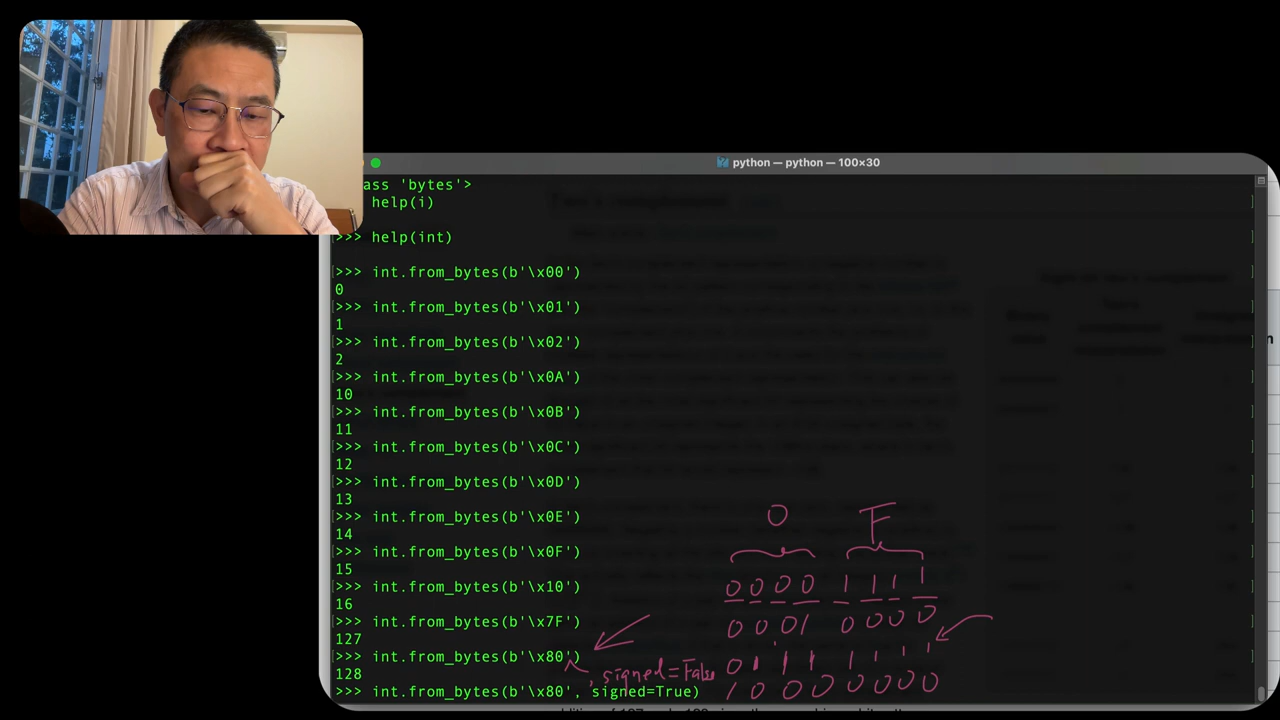 python — python — 100×30
ass 'bytes'>
help(i)
>>> help(int)
>>> int.from_bytes(b'\x00')
0
>>> int.from_bytes(b'\x01')
1
>>> int.from_bytes(b'\x02')
2
>>> int.from_bytes(b'\x0A')
10
>>> int.from_bytes(b'\x0B')
11
>>> int.from_bytes(b'\x0C')
12
>>> int.from_bytes(b'\x0D')
13
>>> int.from_bytes(b'\x0E')
14
>>> int.from_bytes(b'\x0F')
15
>>> int.from_bytes(b'\x10')
16
>>> int.from_bytes(b'\x7F')
127
>>> int.from_bytes(b'\x80')
128
>>> int.from_bytes(b'\x80', signed=True)
0 F
0000 1111
0001 0000
0111 1111
, signed=False
1000 0000